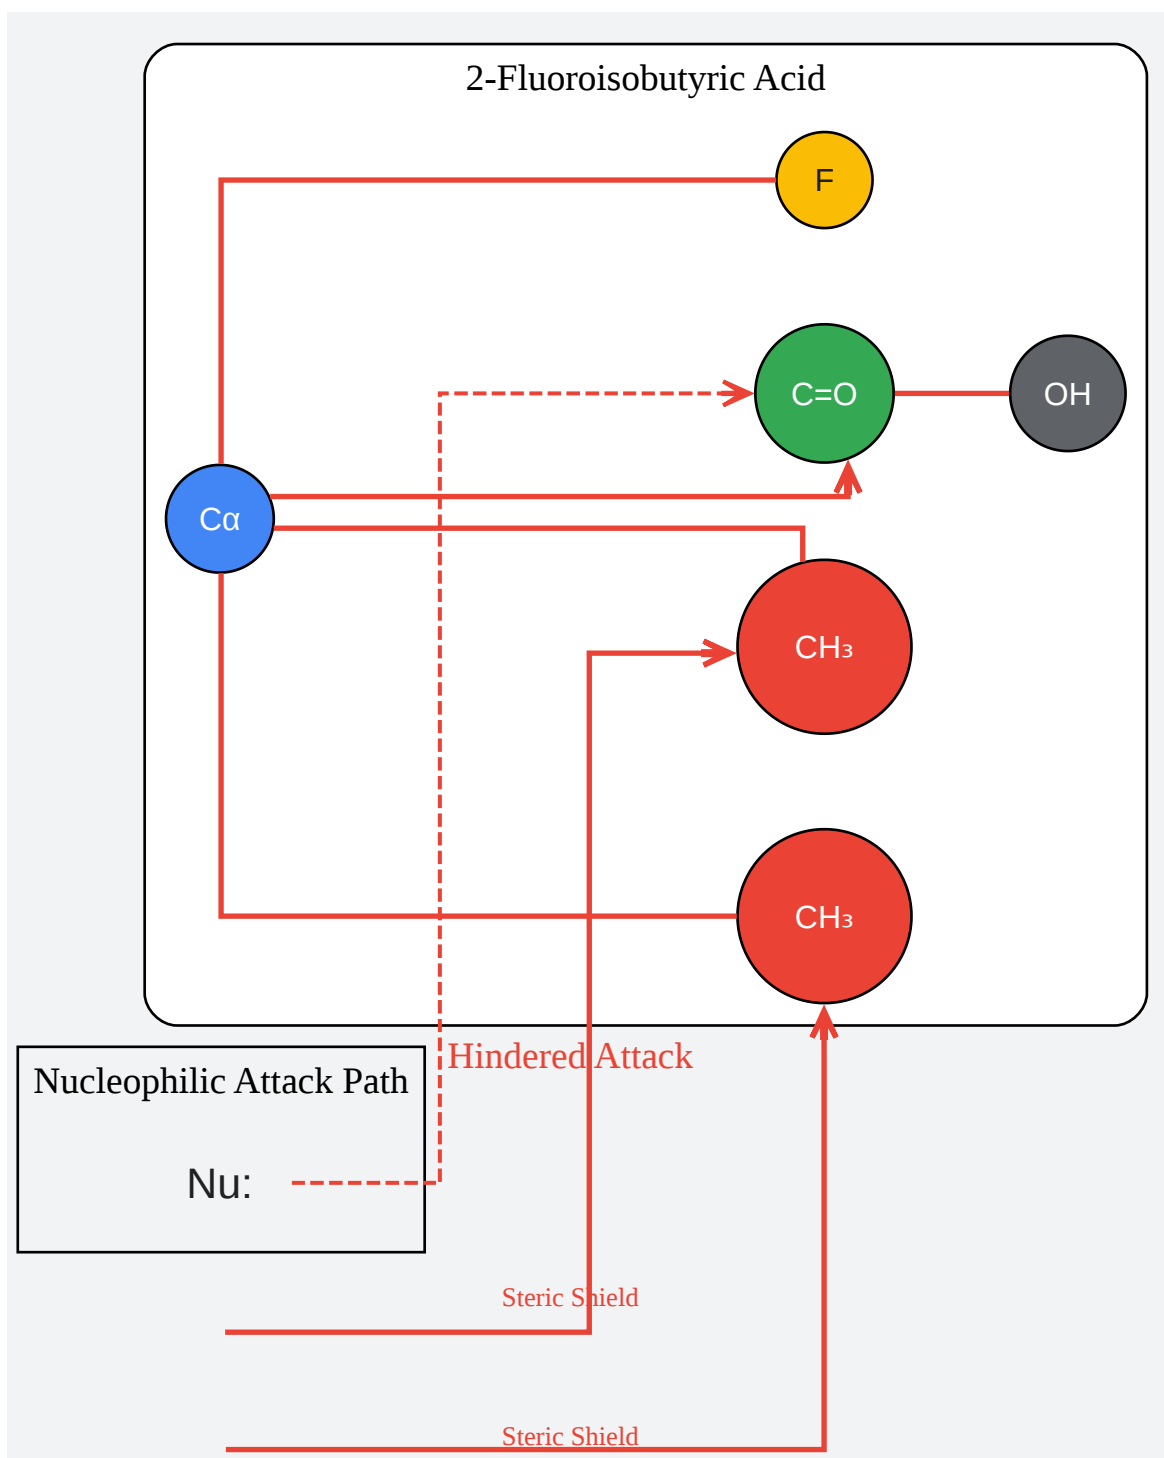 2-Fluoroisobutyric Acid
F
C=O
OH
Cα
CH₃
CH₃
Hindered Attack
Nucleophilic Attack Path
Nu:
Steric Shield
Steric Shield